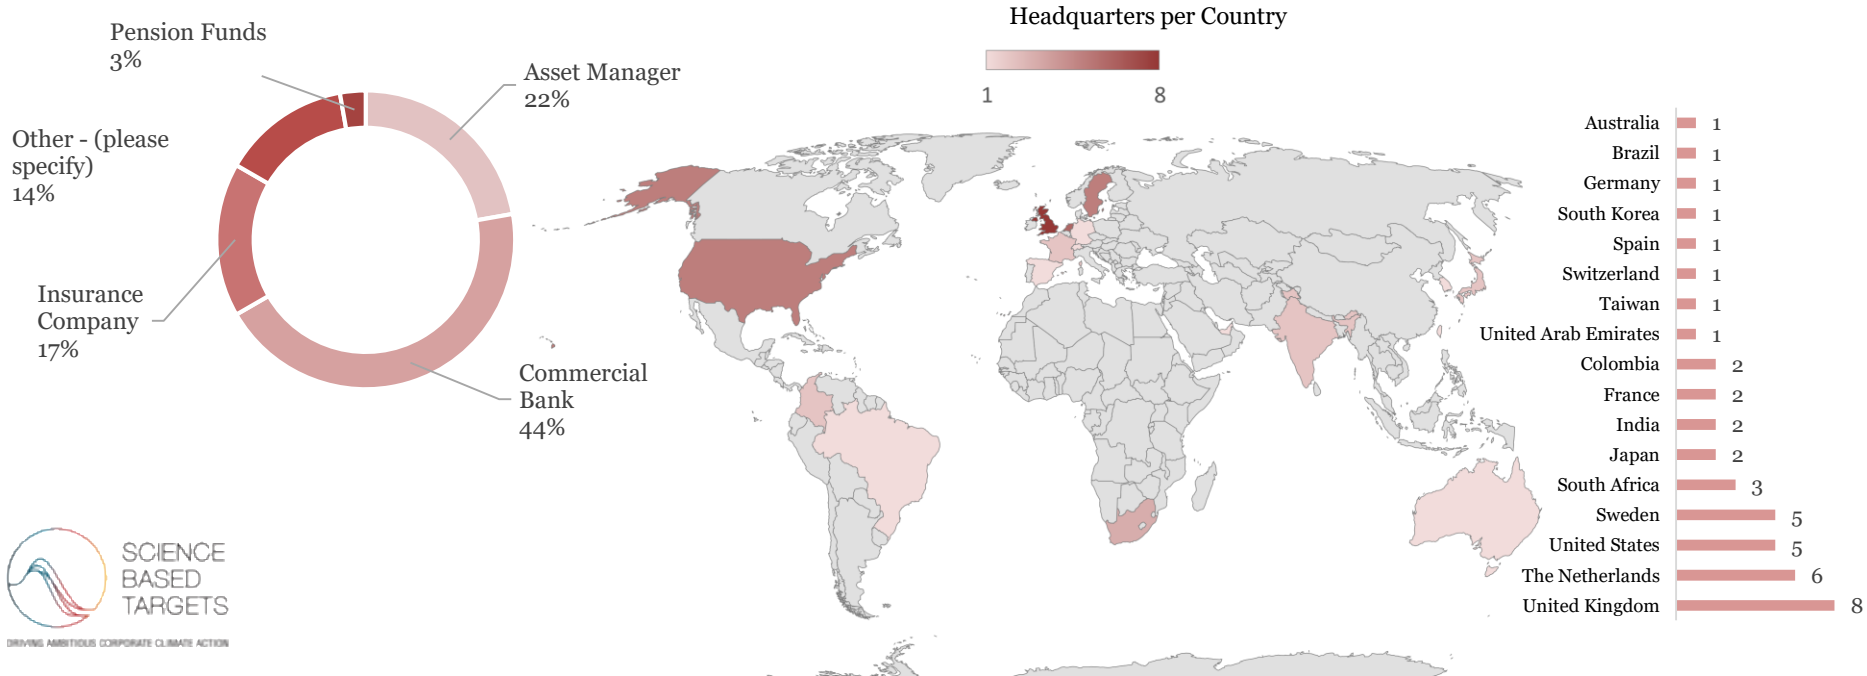 Pension Funds
3%
Asset Manager
22%
Other - (please
specify)
14%
Insurance
Company
17%
Commercial
Bank
44%
SCIENCE
BASED
TARGETS
DRIVING AMBITIOUS CORPORATE CLIMATE ACTION
Headquarters per Country
1 8
Australia 1
Brazil 1
Germany 1
South Korea 1
Spain 1
Switzerland 1
Taiwan 1
United Arab Emirates 1
Colombia 2
France 2
India 2
Japan 2
South Africa 3
Sweden 5
United States 5
The Netherlands 6
United Kingdom 8